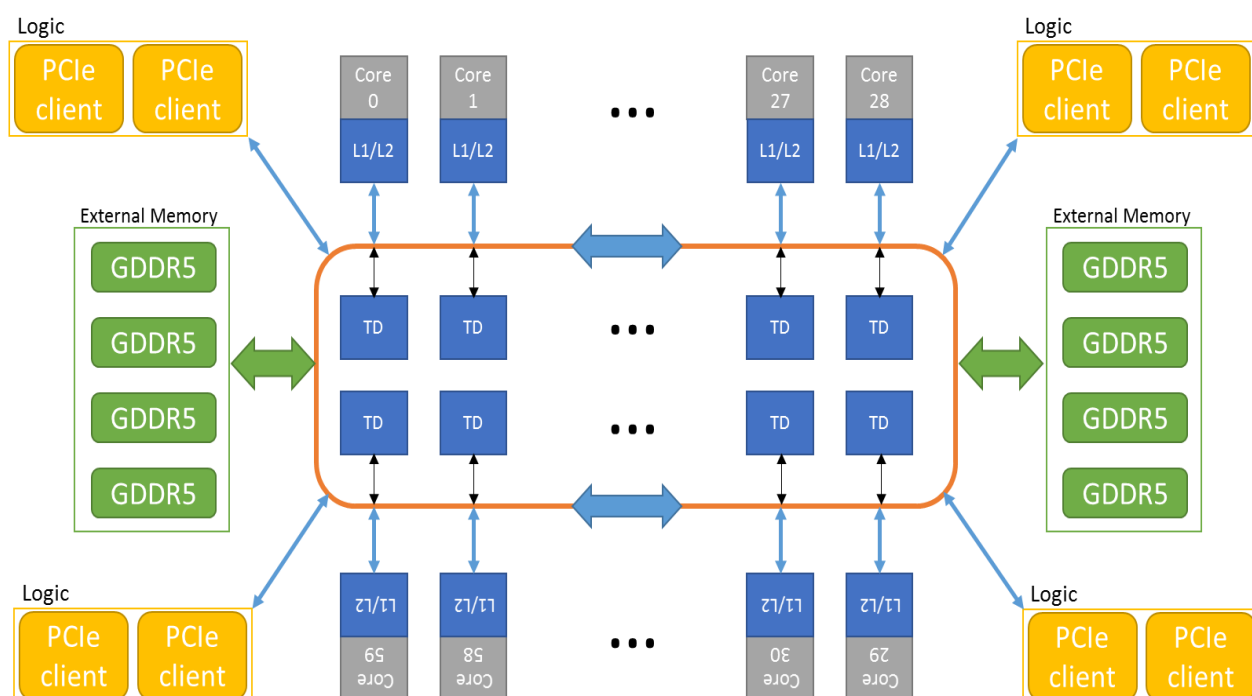 Logic
PCIe
client
PCIe
client
Core
0
L1/L2
Core
1
L1/L2
...
Core
27
L1/L2
Core
28
L1/L2
Logic
PCIe
client
PCIe
client
External Memory
GDDR5
GDDR5
GDDR5
GDDR5
TD
TD
...
TD
TD
TD
TD
...
TD
TD
External Memory
GDDR5
GDDR5
GDDR5
GDDR5
Logic
PCIe
client
PCIe
client
L1/L2
Core
59
L1/L2
Core
58
...
L1/L2
Core
30
L1/L2
Core
29
Logic
PCIe
client
PCIe
client